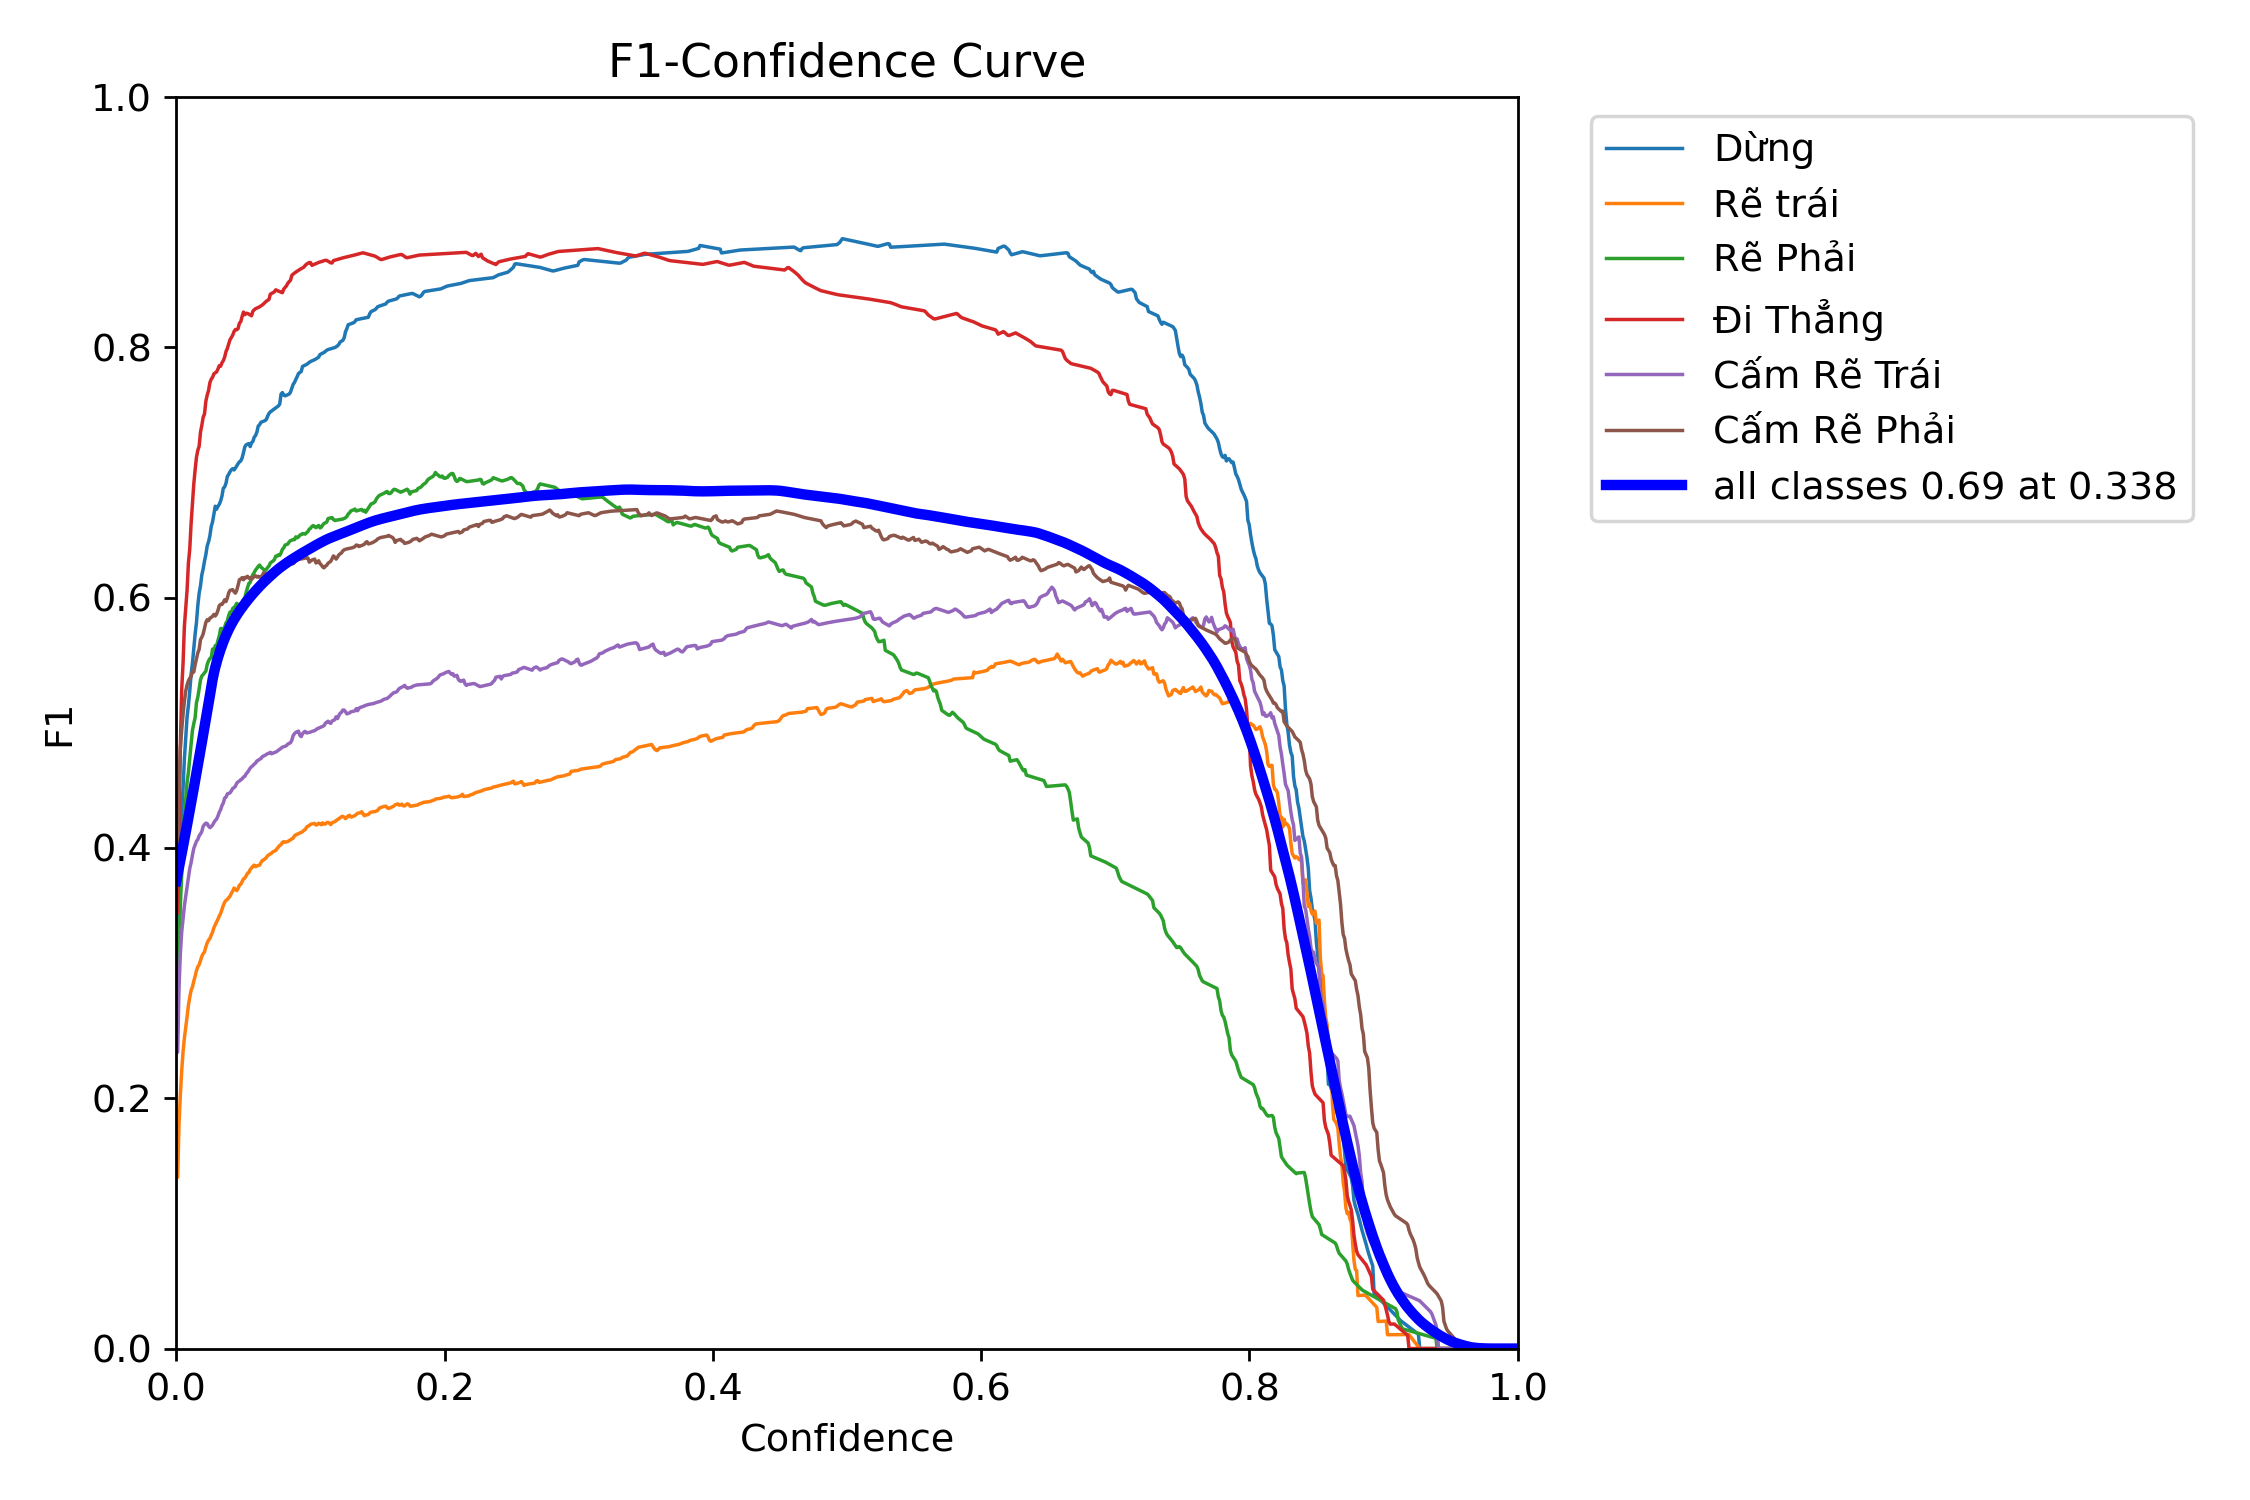 F1-Confidence Curve
1.0
0.8
0.6
0.4
0.2
0.0
F1
0.0 0.2 0.4 0.6 0.8 1.0
Confidence
Dừng
Rẽ trái
Rẽ Phải
Đi Thẳng
Cấm Rẽ Trái
Cấm Rẽ Phải
all classes 0.69 at 0.338